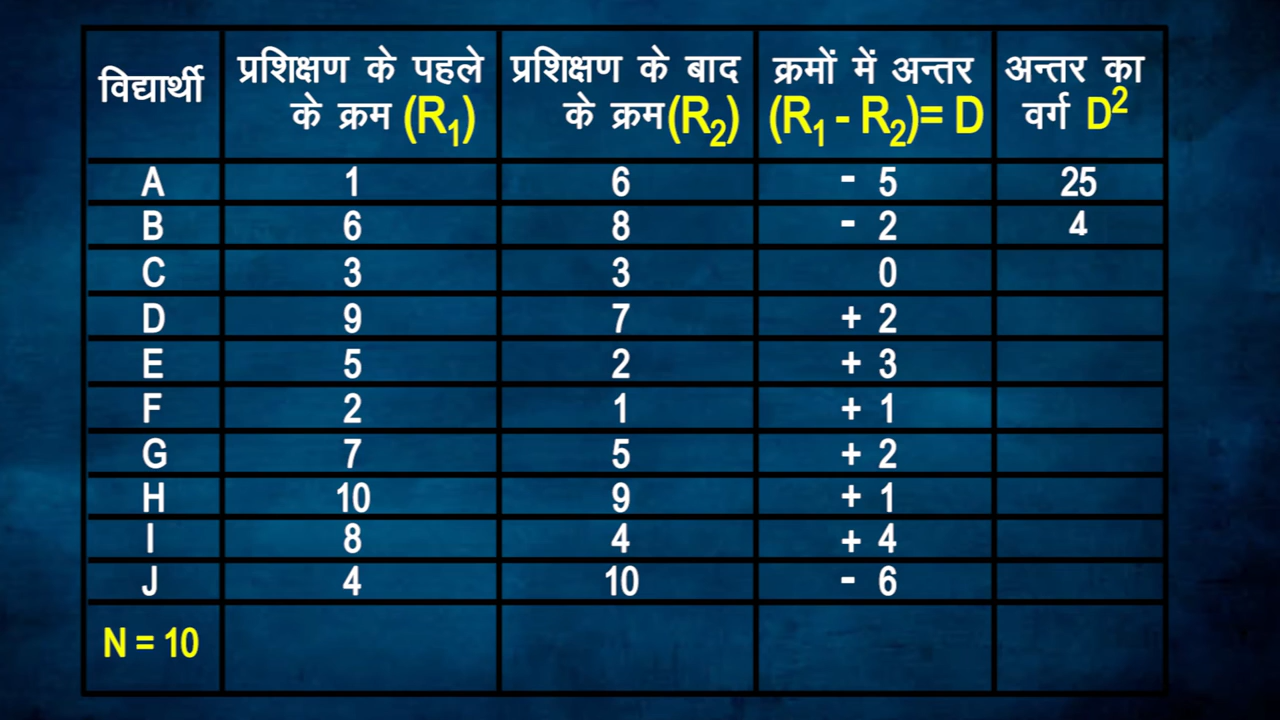 विद्यार्थी प्रशिक्षण के पहले के क्रम (R₁) प्रशिक्षण के बाद के क्रम (R₂) क्रमों में अन्तर (R₁ - R₂)= D अन्तर का वर्ग D²
A 1 6 - 5 25
B 6 8 - 2 4
C 3 3 0
D 9 7 + 2
E 5 2 + 3
F 2 1 + 1
G 7 5 + 2
H 10 9 + 1
I 8 4 + 4
J 4 10 - 6
N = 10